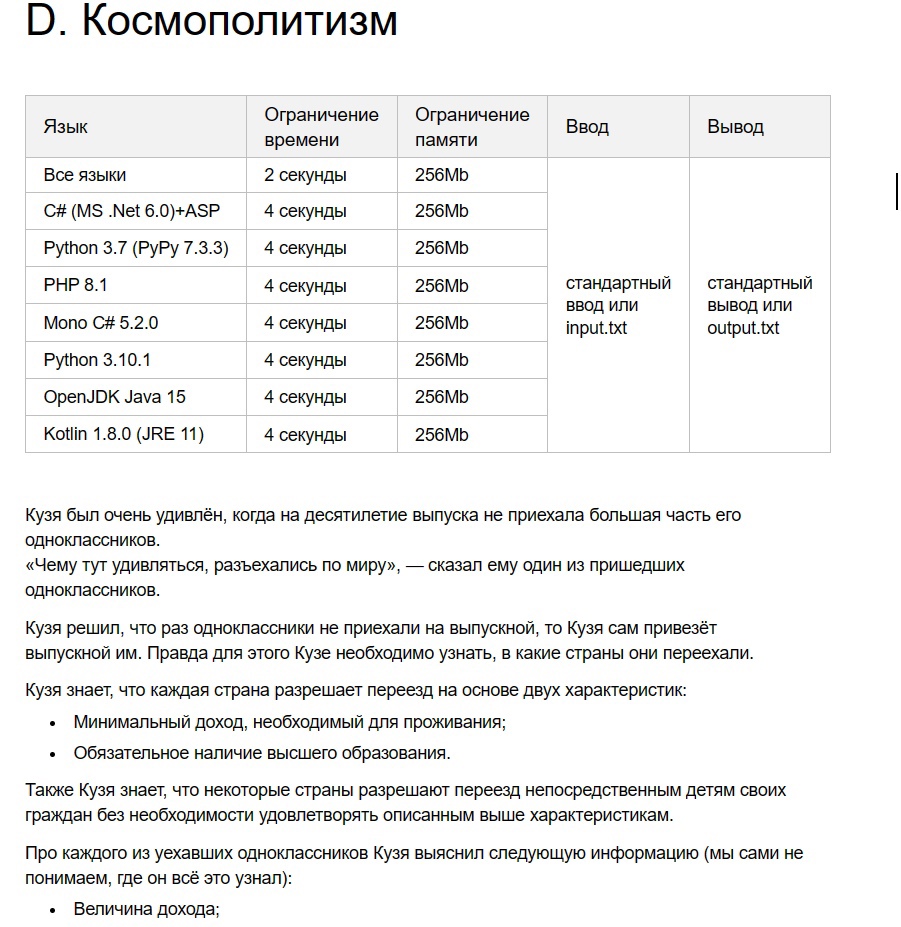 D. Космополитизм
Язык
Ограничение времени
Ограничение памяти
Ввод
Вывод
Все языки 2 секунды 256Mb
C# (MS .Net 6.0)+ASP 4 секунды 256Mb
Python 3.7 (PyPy 7.3.3) 4 секунды 256Mb
PHP 8.1 4 секунды 256Mb
Mono C# 5.2.0 4 секунды 256Mb
Python 3.10.1 4 секунды 256Mb
OpenJDK Java 15 4 секунды 256Mb
Kotlin 1.8.0 (JRE 11) 4 секунды 256Mb
стандартный
ввод или
input.txt
стандартный
вывод или
output.txt
Кузя был очень удивлён, когда на десятилетие выпуска не приехала большая часть его
одноклассников.
«Чему тут удивляться, разъехались по миру», — сказал ему один из пришедших
одноклассников.
Кузя решил, что раз одноклассники не приехали на выпускной, то Кузя сам привезёт
выпускной им. Правда для этого Кузе необходимо узнать, в какие страны они переехали.
Кузя знает, что каждая страна разрешает переезд на основе двух характеристик:
• Минимальный доход, необходимый для проживания;
• Обязательное наличие высшего образования.
Также Кузя знает, что некоторые страны разрешают переезд непосредственным детям своих
граждан без необходимости удовлетворять описанным выше характеристикам.
Про каждого из уехавших одноклассников Кузя выяснил следующую информацию (мы сами не
понимаем, где он всё это узнал):
• Величина дохода;